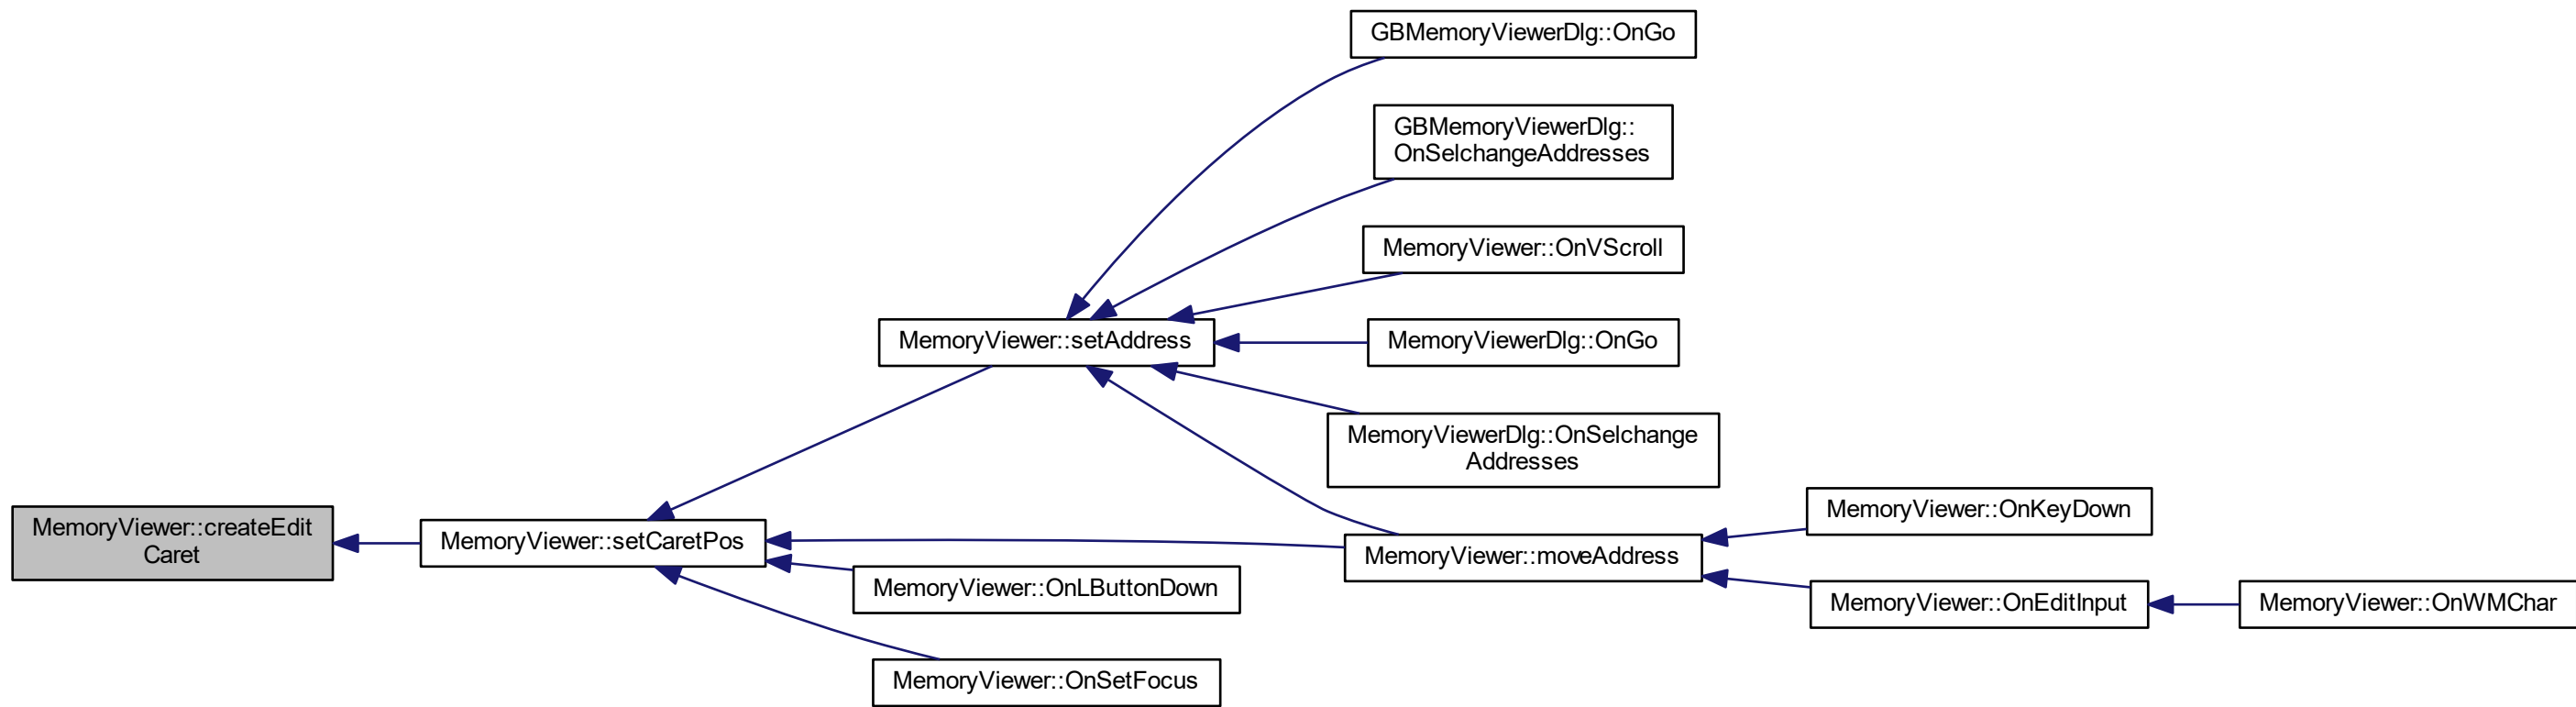 GBMemoryViewerDlg::OnGo
GBMemoryViewerDlg::
OnSelchangeAddresses
MemoryViewer::OnVScroll
MemoryViewer::setAddress
MemoryViewerDlg::OnGo
MemoryViewerDlg::OnSelchange
Addresses
MemoryViewer::createEdit
Caret
MemoryViewer::setCaretPos
MemoryViewer::moveAddress
MemoryViewer::OnKeyDown
MemoryViewer::OnLButtonDown
MemoryViewer::OnEditInput
MemoryViewer::OnWMChar
MemoryViewer::OnSetFocus